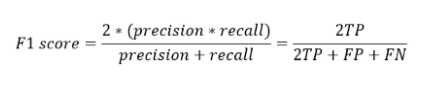 F1 score = 2 * (precision * recall) / precision + recall = 2TP / 2TP + FP + FN